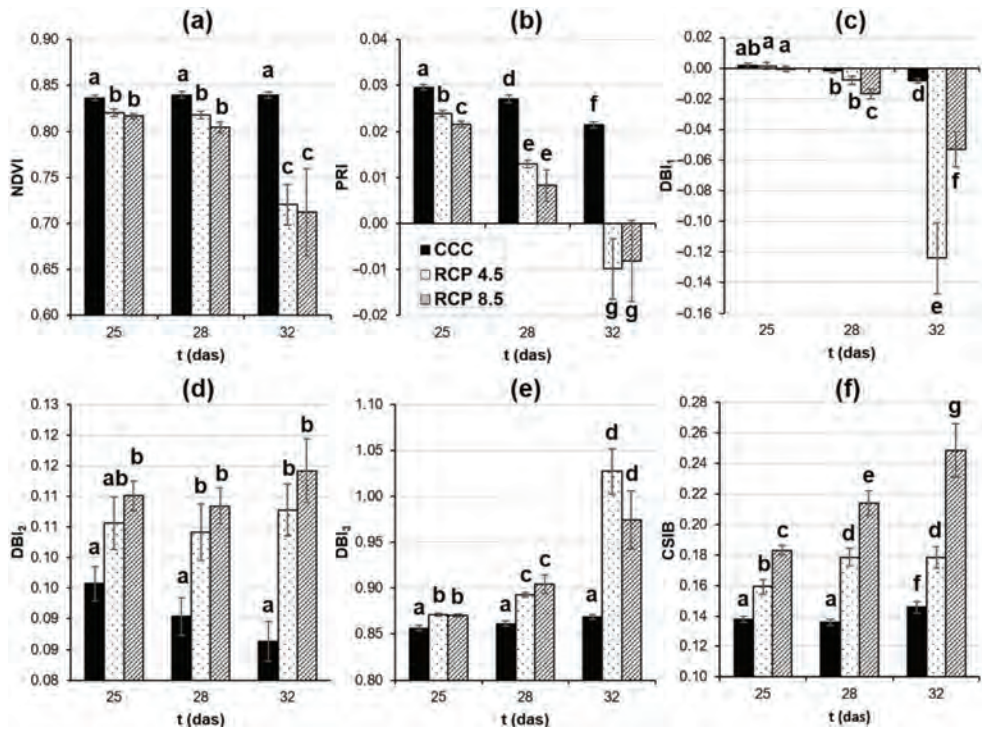 (a)
0.90
0.85
0.80
0.75
0.70
0.65
0.60
NDVI
a b b
a b b
a c c
25 28 32
t (das)
(b)
0.04
0.03
0.02
0.01
0.00
−0.01
−0.02
PRI
a b c
d e e
f g g
CCC
RCP 4.5
RCP 8.5
25 28 32
t (das)
(c)
0.00
−0.02
−0.04
−0.06
−0.08
−0.10
−0.12
−0.14
−0.16
DBI₁
ab a a
b b c
d e f
25 28 32
t (das)
(d)
0.13
0.12
0.12
0.11
0.11
0.10
0.10
0.09
0.09
0.08
DBI₂
a ab b
a b b
a b b
25 28 32
t (das)
(e)
1.10
1.05
1.00
0.95
0.90
0.85
0.80
DBI₃
a b b
a c c
a d d
25 28 32
t (das)
(f)
0.28
0.26
0.24
0.22
0.20
0.18
0.16
0.14
0.12
0.10
CSIB
a b c
a d e
f d g
25 28 32
t (das)